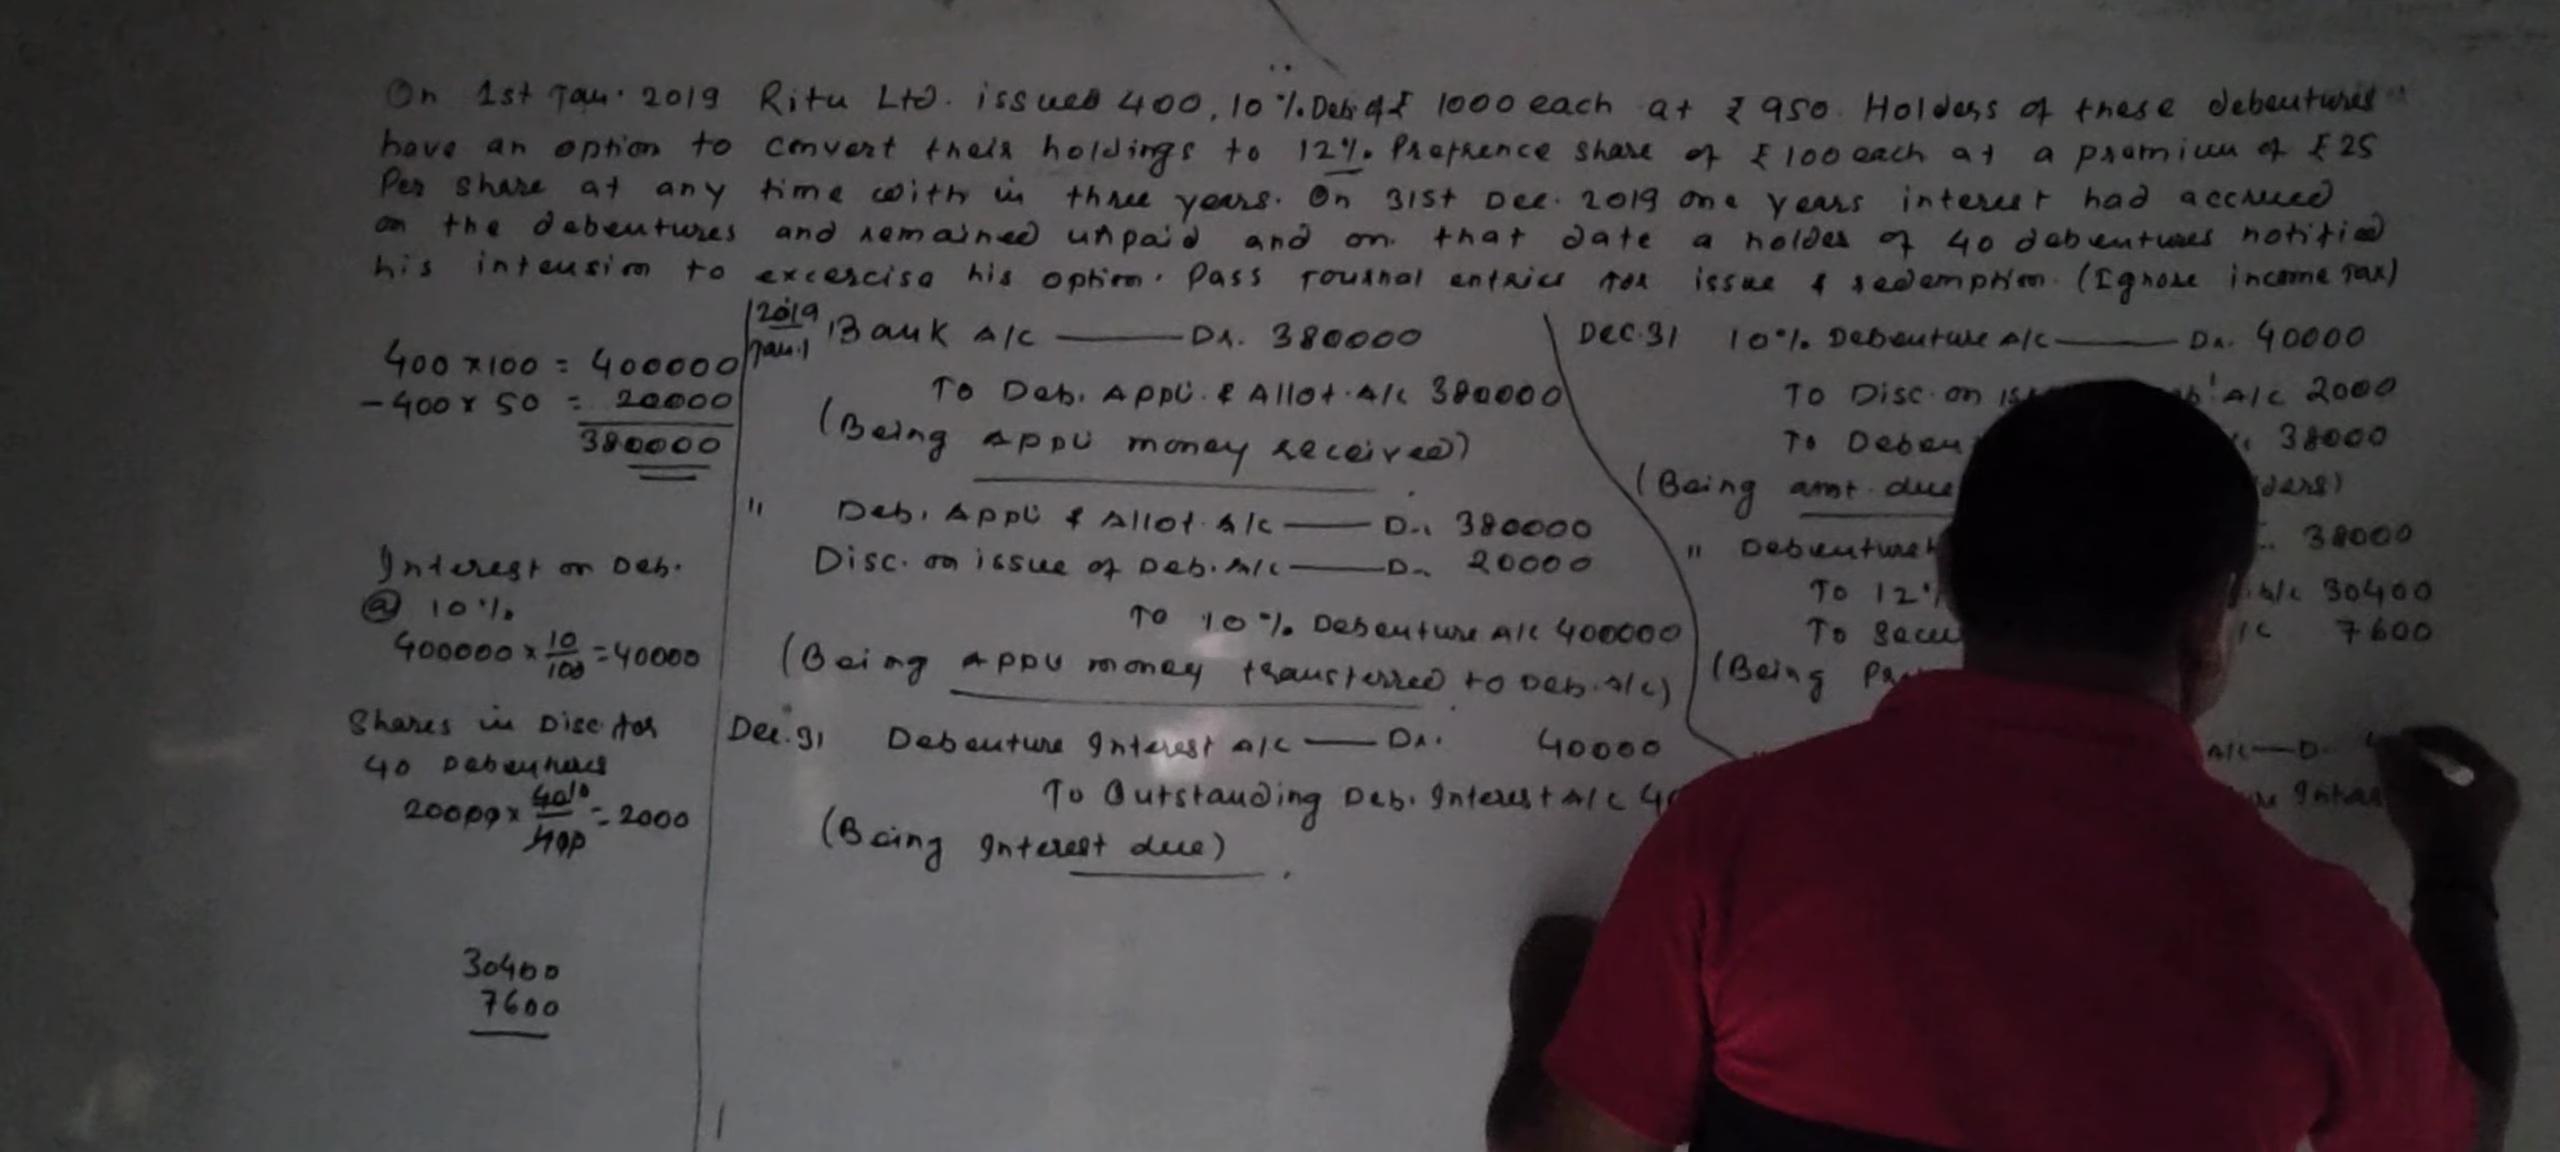 On 1st Jan. 2019 Ritu Ltd. issued 400, 10% Deb of ₹ 1000 each at ₹ 950. Holders of these debentures
have an option to convert their holdings to 12% Prefrence share of ₹ 100 each at a premium of ₹ 25
Per share at any time with in three years. On 31st Dec. 2019 one years interest had accrued
on the debentures and remained unpaid and on that date a holder of 40 debentures notified
his intension to excercise his option. Pass Journal entries for issue & redemption. (Ignore income Tax)
400 x 100 = 400000
- 400 x 50 = 20000
380000
Interest on Deb.
@ 10%
400000 x 10/100 = 40000
Shares in Disc for
40 Debentures
20000 x 40/400 = 2000
30400
7600
2019
Jan.1 Bank A/c — Dr. 380000
To Deb. Appli. & Allot. A/c 380000
(Being Appli money received)
" Deb. Appli & Allot. A/c — Dr. 380000
Disc. on issue of Deb. A/c — Dr. 20000
To 10% Debenture A/c 400000
(Being Appli money transferred to Deb. A/c)
Dec. 31 Debenture Interest A/c — Dr. 40000
To Outstanding Deb. Interest A/c
(Being Interest due)
Dec. 31 10% Debenture A/c — Dr. 40000
To Disc. on A/c 2000
To 38000
(Being amt. due
" 38000
To 12% A/c 30400
To 7600
(Being
A/c — D.